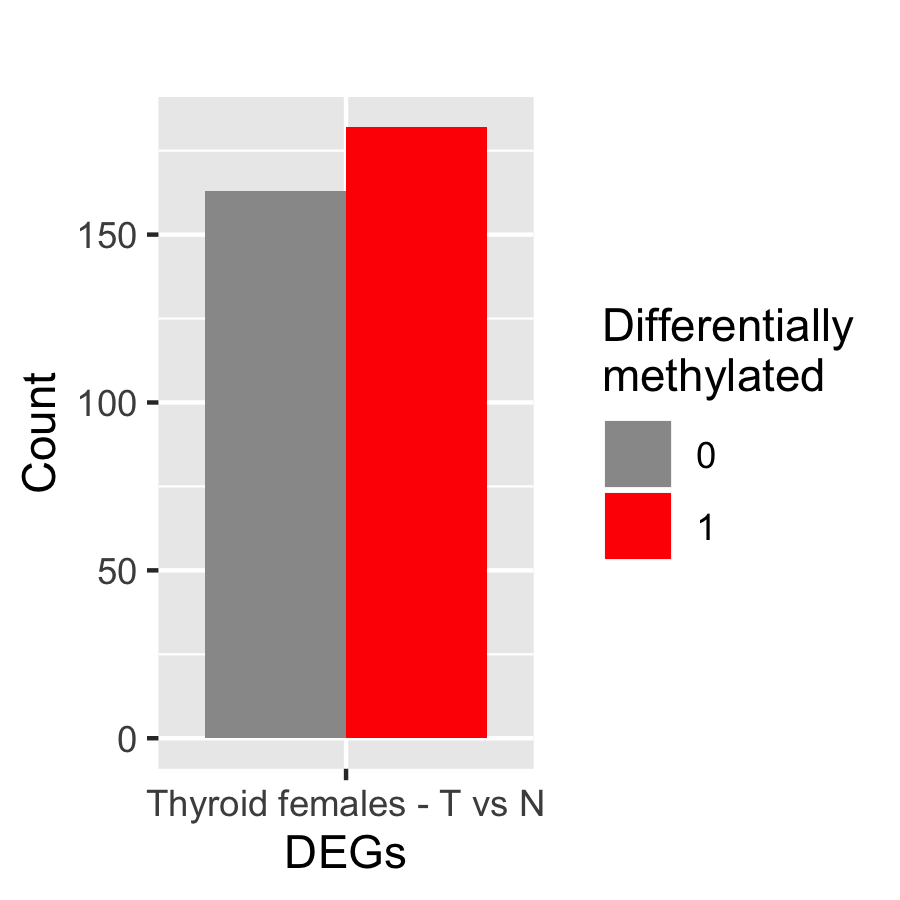 Count
150
100
50
0
Thyroid females - T vs N
DEGs
Differentially
methylated
0
1